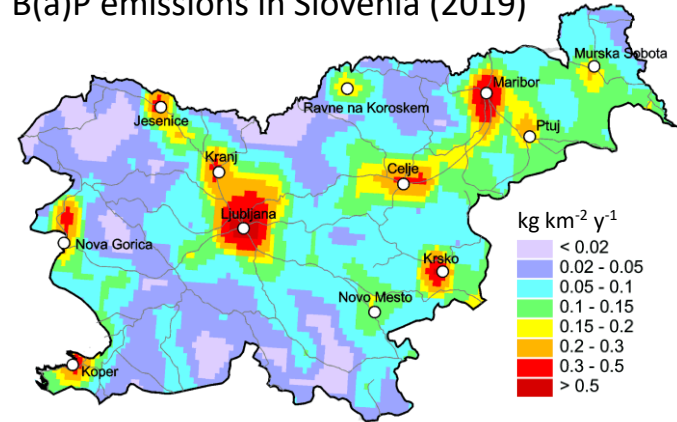 B(a)P emissions in Slovenia (2019)
Murska Sobota
Maribor
Ravne na Koroskem
Jesenice
Ptuj
Kranj
Celje
Ljubljana
kg km-2 y-1
Nova Gorica
< 0.02
Krsko
0.02 - 0.05
0.05 - 0.1
Novo Mesto
0.1 - 0.15
0.15 - 0.2
0.2 - 0.3
0.3 - 0.5
Koper
> 0.5